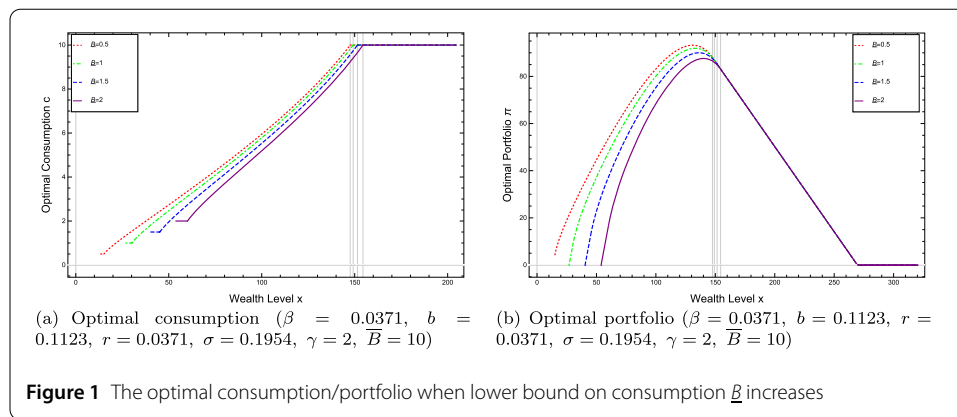 B=0.5
B=1
B=1.5
B=2
10
8
6
4
2
0
Optimal Consumption c
0 50 100 150 200
Wealth Level x
(a) Optimal consumption (β = 0.0371, b =
0.1123, r = 0.0371, σ = 0.1954, γ = 2, B̅ = 10)
B=0.5
B=1
B=1.5
B=2
80
60
40
20
0
Optimal Portfolio π
0 50 100 150 200 250 300
Wealth Level x
(b) Optimal portfolio (β = 0.0371, b = 0.1123, r =
0.0371, σ = 0.1954, γ = 2, B̅ = 10)
Figure 1 The optimal consumption/portfolio when lower bound on consumption B̲ increases